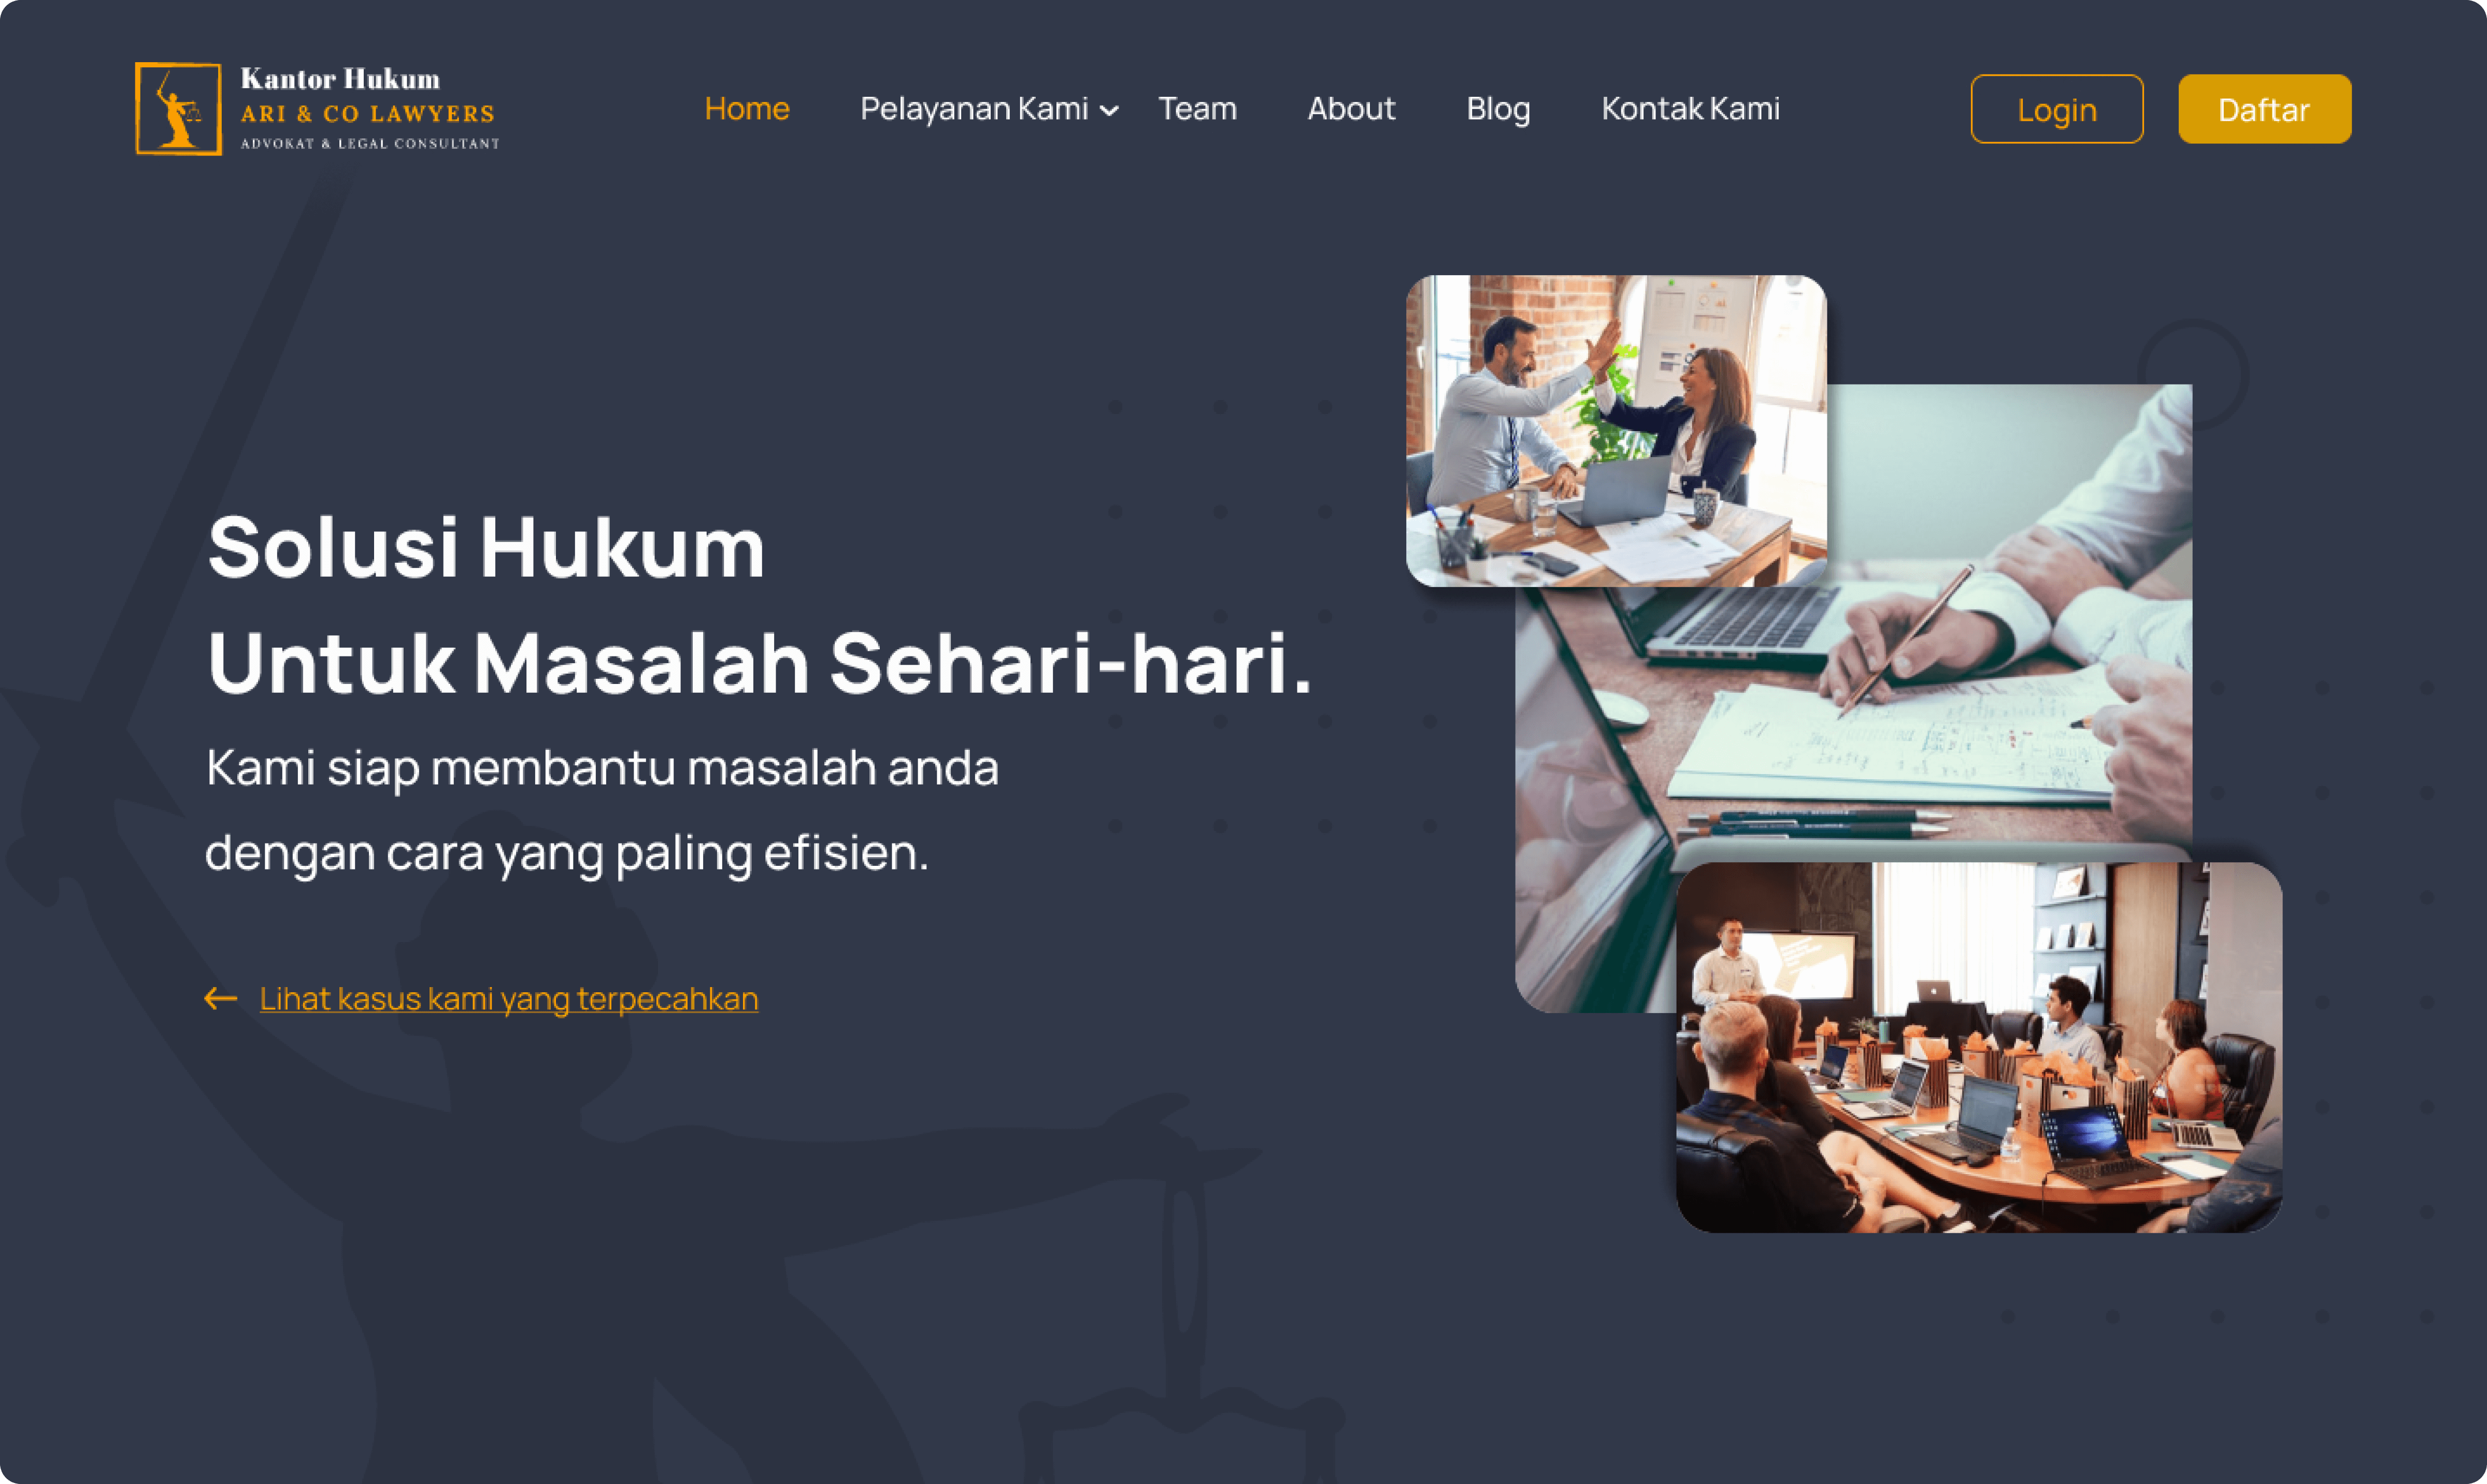 Kantor Hukum
ARI & CO LAWYERS
ADVOKAT & LEGAL CONSULTANT
Home
Pelayanan Kami
Team
About
Blog
Kontak Kami
Login
Daftar
Solusi Hukum
Untuk Masalah Sehari-hari.
Kami siap membantu masalah anda
dengan cara yang paling efisien.
Lihat kasus kami yang terpecahkan